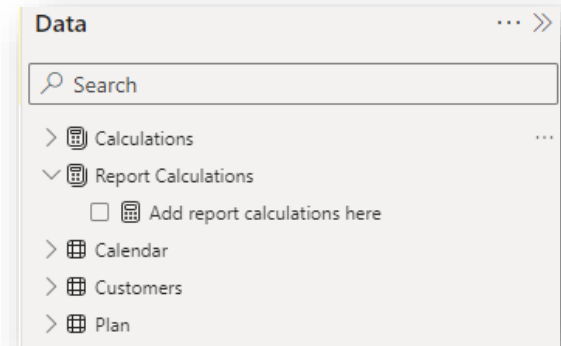 Data
Search
Calculations
Report Calculations
Add report calculations here
Calendar
Customers
Plan